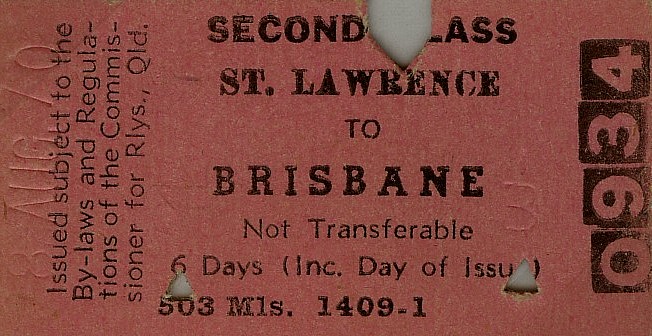 SECOND LASS
ST. LAWRENCE
TO
BRISBANE
Not Transferable
6 Days (Inc. Day of Issu )
503 Mls. 1409-1
Issued subject to the
By-laws and Regula-
tions of the Commis-
sioner for Rlys., Qld.
0934